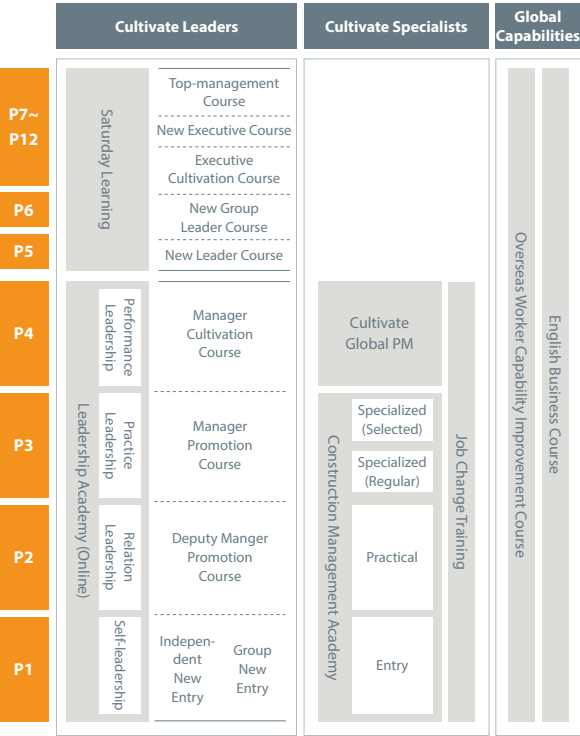 Cultivate Leaders
Cultivate Specialists
Global
Capabilities
P7~
P12
P6
P5
P4
P3
P2
P1
Saturday Learning
Top-management
Course
New Executive Course
Executive
Cultivation Course
New Group
Leader Course
New Leader Course
Leadership Academy (Online)
Performance
Leadership
Manager
Cultivation
Course
Practice
Leadership
Manager
Promotion
Course
Relation
Leadership
Deputy Manger
Promotion
Course
Self-leadership
Indepen-
dent
New
Entry
Group
New
Entry
Cultivate
Global PM
Construction Management Academy
Specialized
(Selected)
Specialized
(Regular)
Practical
Entry
Job Change Training
Overseas Worker Capability Improvement Course
English Business Course